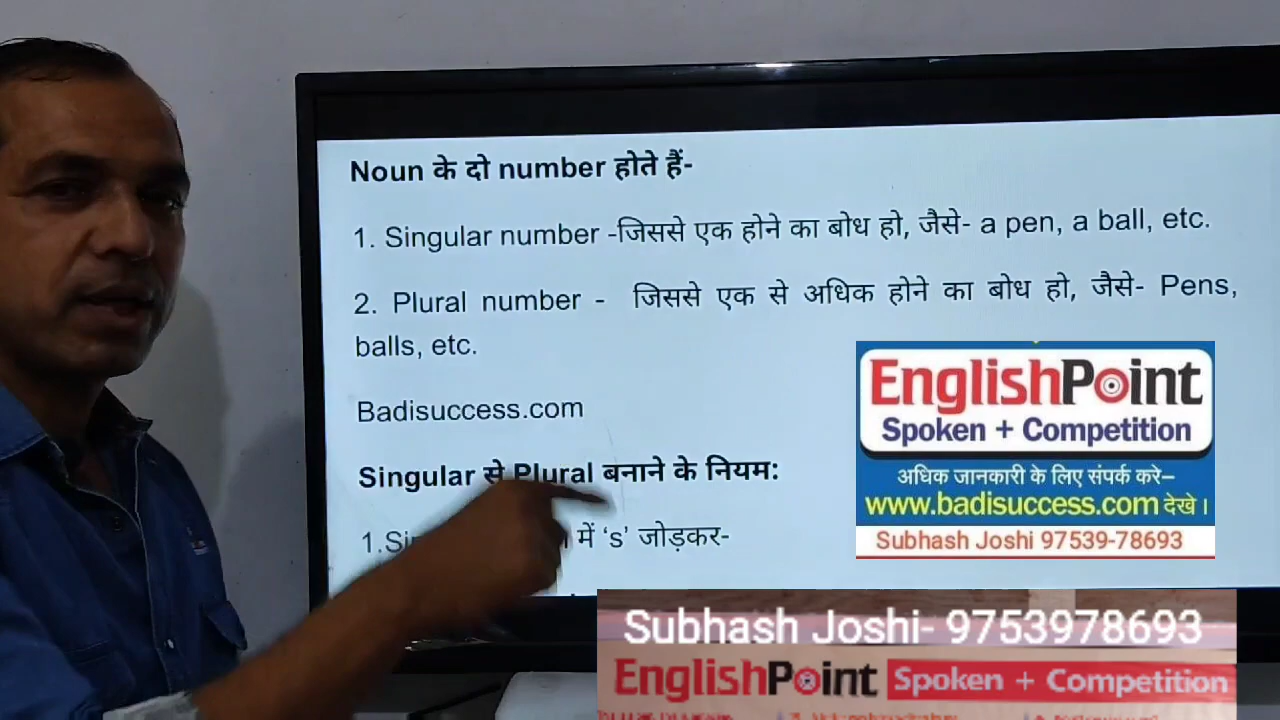 Noun के दो number होते हैं-
1. Singular number -जिससे एक होने का बोध हो, जैसे- a pen, a ball, etc.
2. Plural number - जिससे एक से अधिक होने का बोध हो, जैसे- Pens,
balls, etc.
Badisuccess.com
Singular से Plural बनाने के नियम:
1. में ‘s’ जोड़कर-
EnglishPoint
Spoken + Competition
अधिक जानकारी के लिए संपर्क करे–
www.badisuccess.com देखे ।
Subhash Joshi 97539-78693
Subhash Joshi- 9753978693
EnglishPoint Spoken + Competition